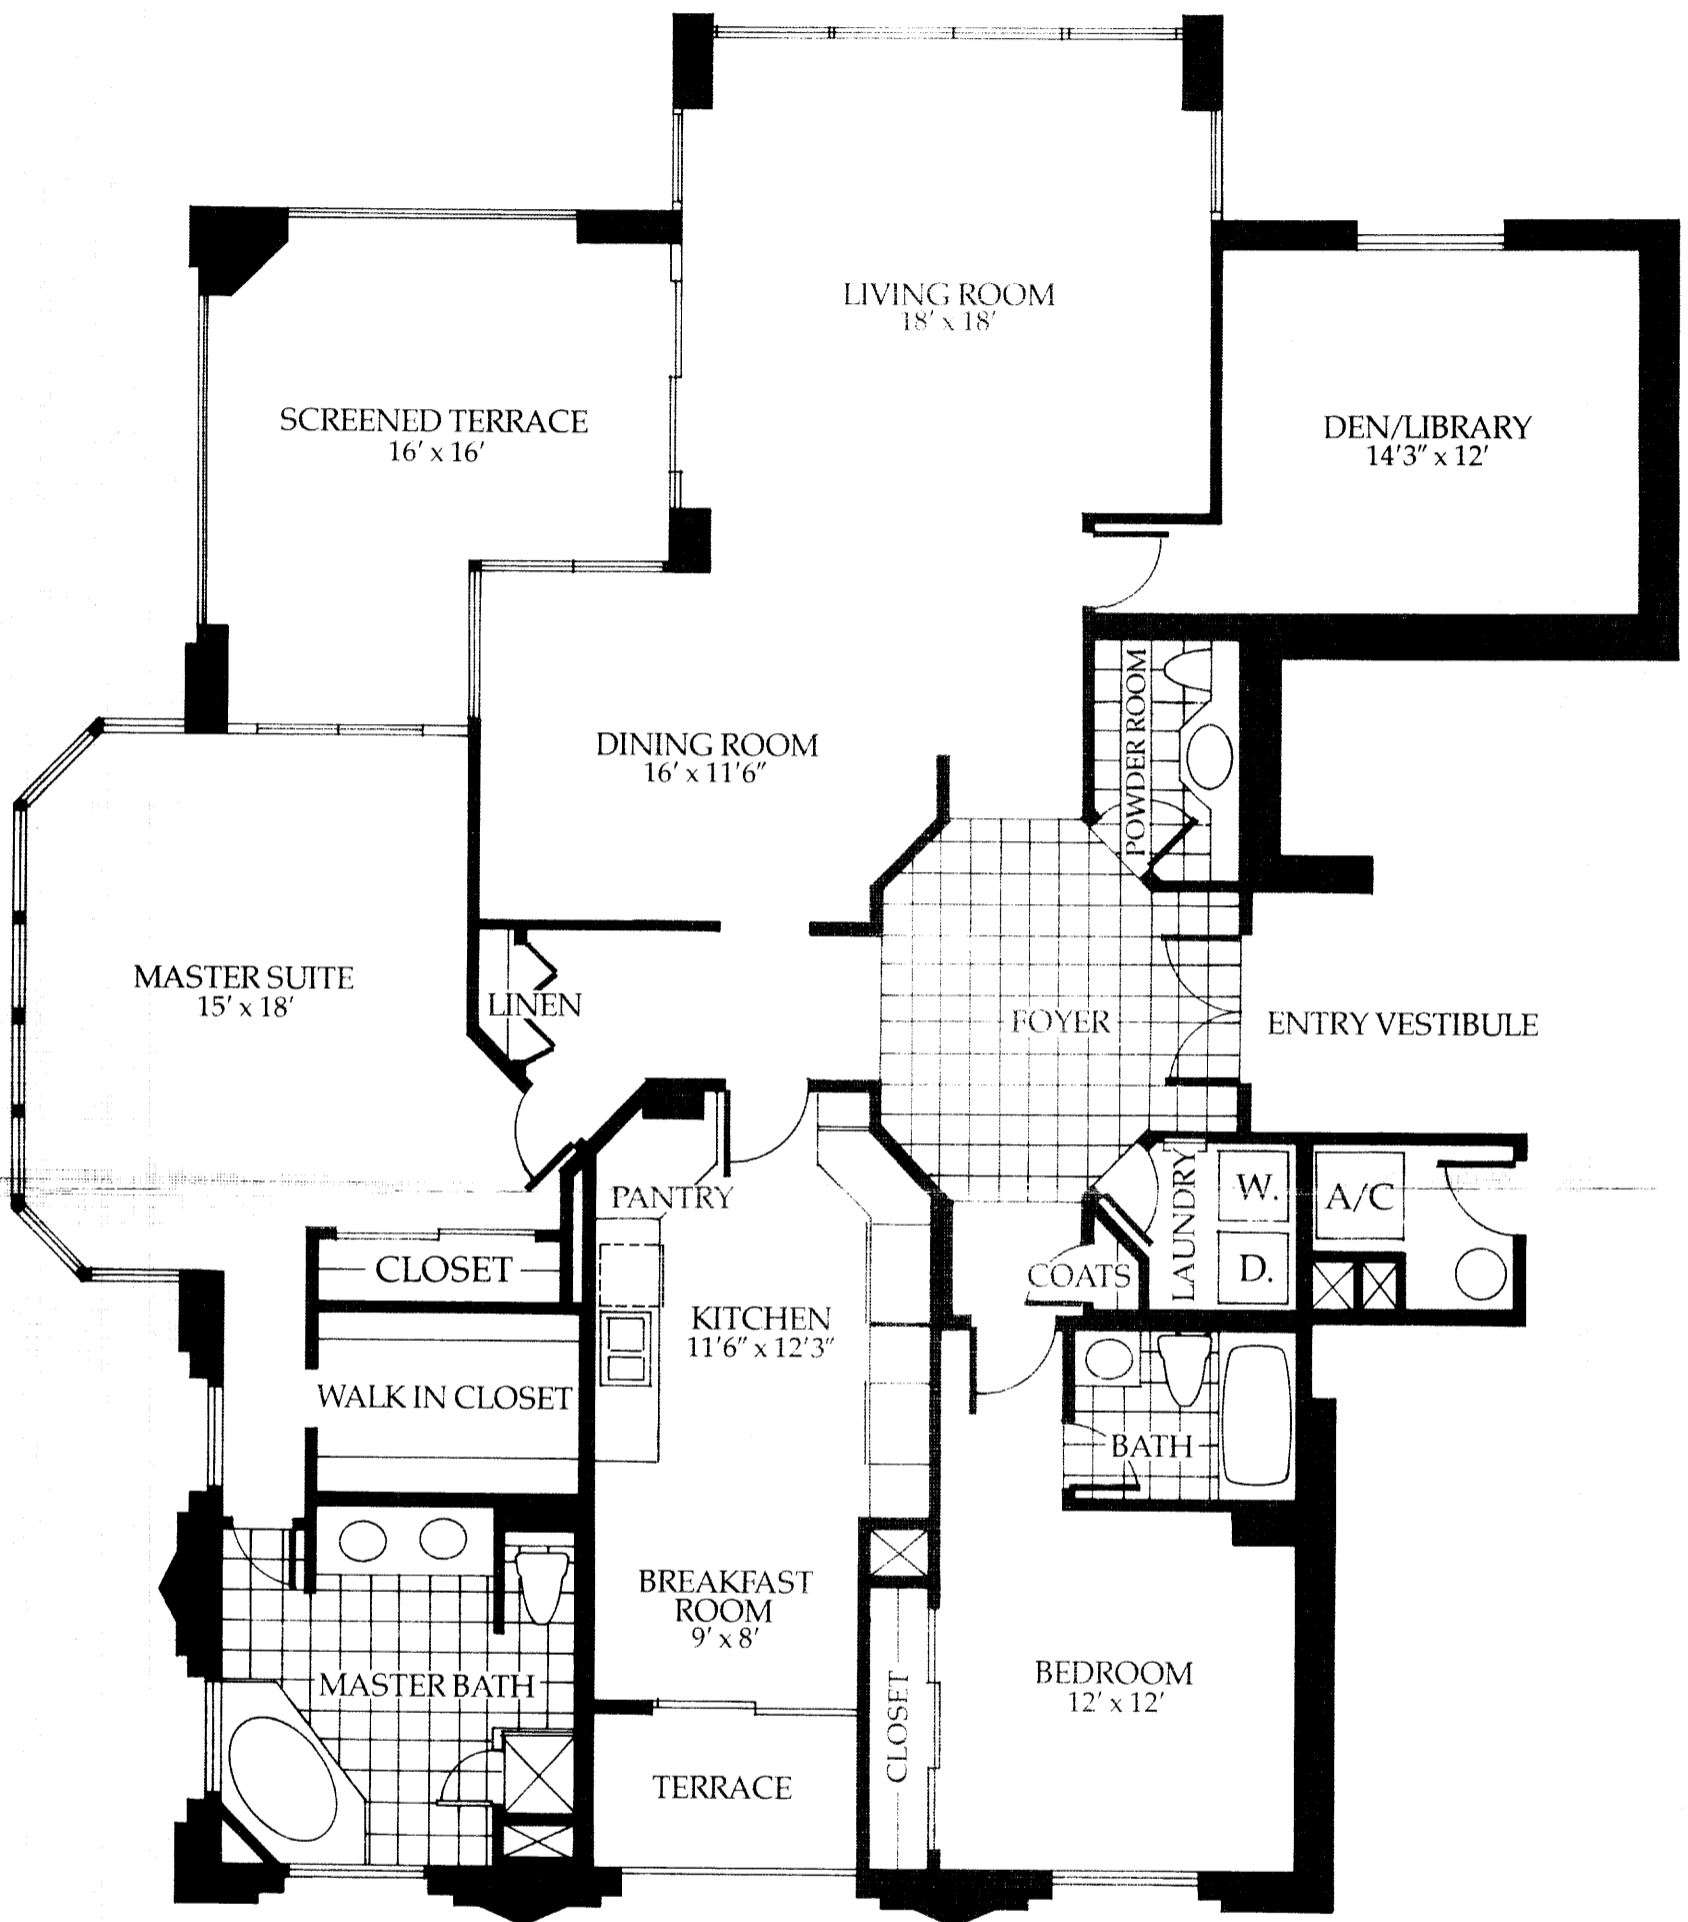 LIVING ROOM
18' x 18'
SCREENED TERRACE
16' x 16'
DEN/LIBRARY
14'3" x 12'
POWDER ROOM
DINING ROOM
16' x 11'6"
MASTER SUITE
15' x 18'
LINEN
FOYER
ENTRY VESTIBULE
PANTRY
LAUNDRY
W.
A/C
CLOSET
COATS
D.
KITCHEN
11'6" x 12'3"
WALK IN CLOSET
BATH
BREAKFAST
ROOM
9' x 8'
MASTER BATH
CLOSET
BEDROOM
12' x 12'
TERRACE